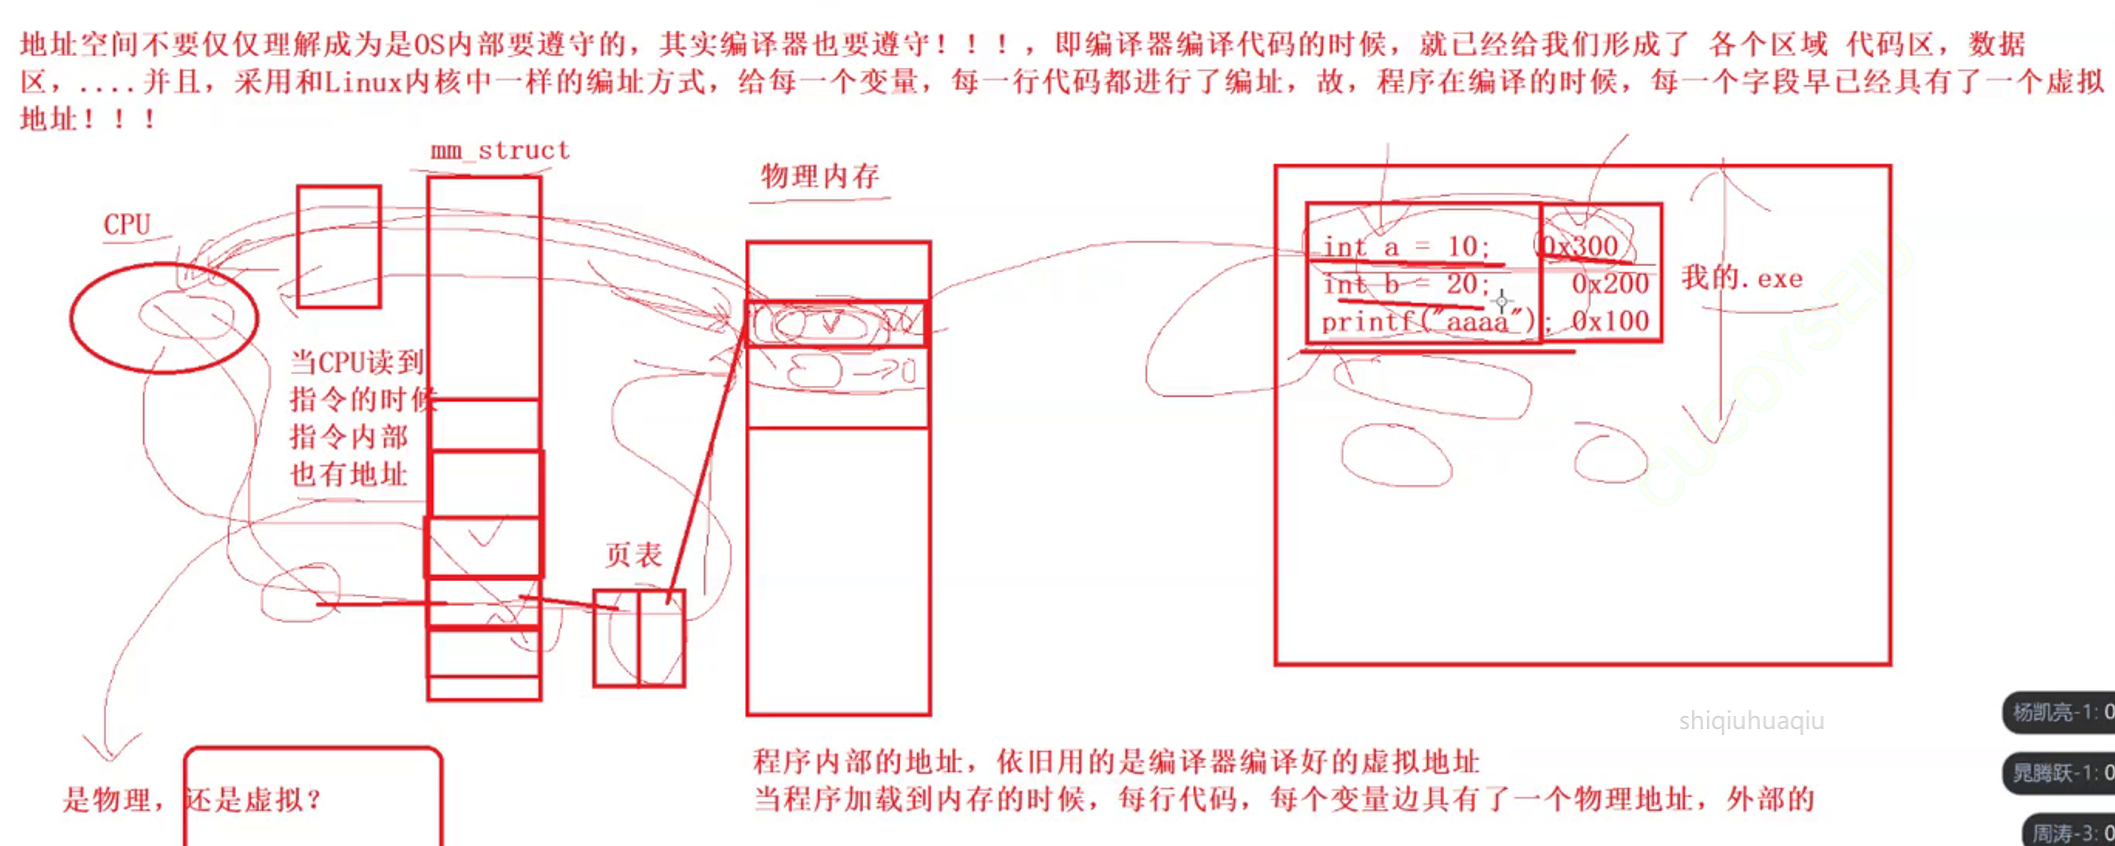 地址空间不要仅仅理解成为是OS内部要遵守的，其实编译器也要遵守！！！，即编译器编译代码的时候，就已经给我们形成了 各个区域 代码区，数据
区，....并且，采用和Linux内核中一样的编址方式，给每一个变量，每一行代码都进行了编址，故，程序在编译的时候，每一个字段早已经具有了一个虚拟
地址！！！
mm_struct
物理内存
CPU
int a = 10; 0x300
int b = 20; 0x200
printf("aaaa"); 0x100
我的.exe
当CPU读到
指令的时候
指令内部
也有地址
页表
是物理，还是虚拟？
程序内部的地址，依旧用的是编译器编译好的虚拟地址
当程序加载到内存的时候，每行代码，每个变量边具有了一个物理地址，外部的
shiqiuhuaqiu
CUCOYSEIU
杨凯亮-1: 0
晁腾跃-1: 0
周涛-3: 0